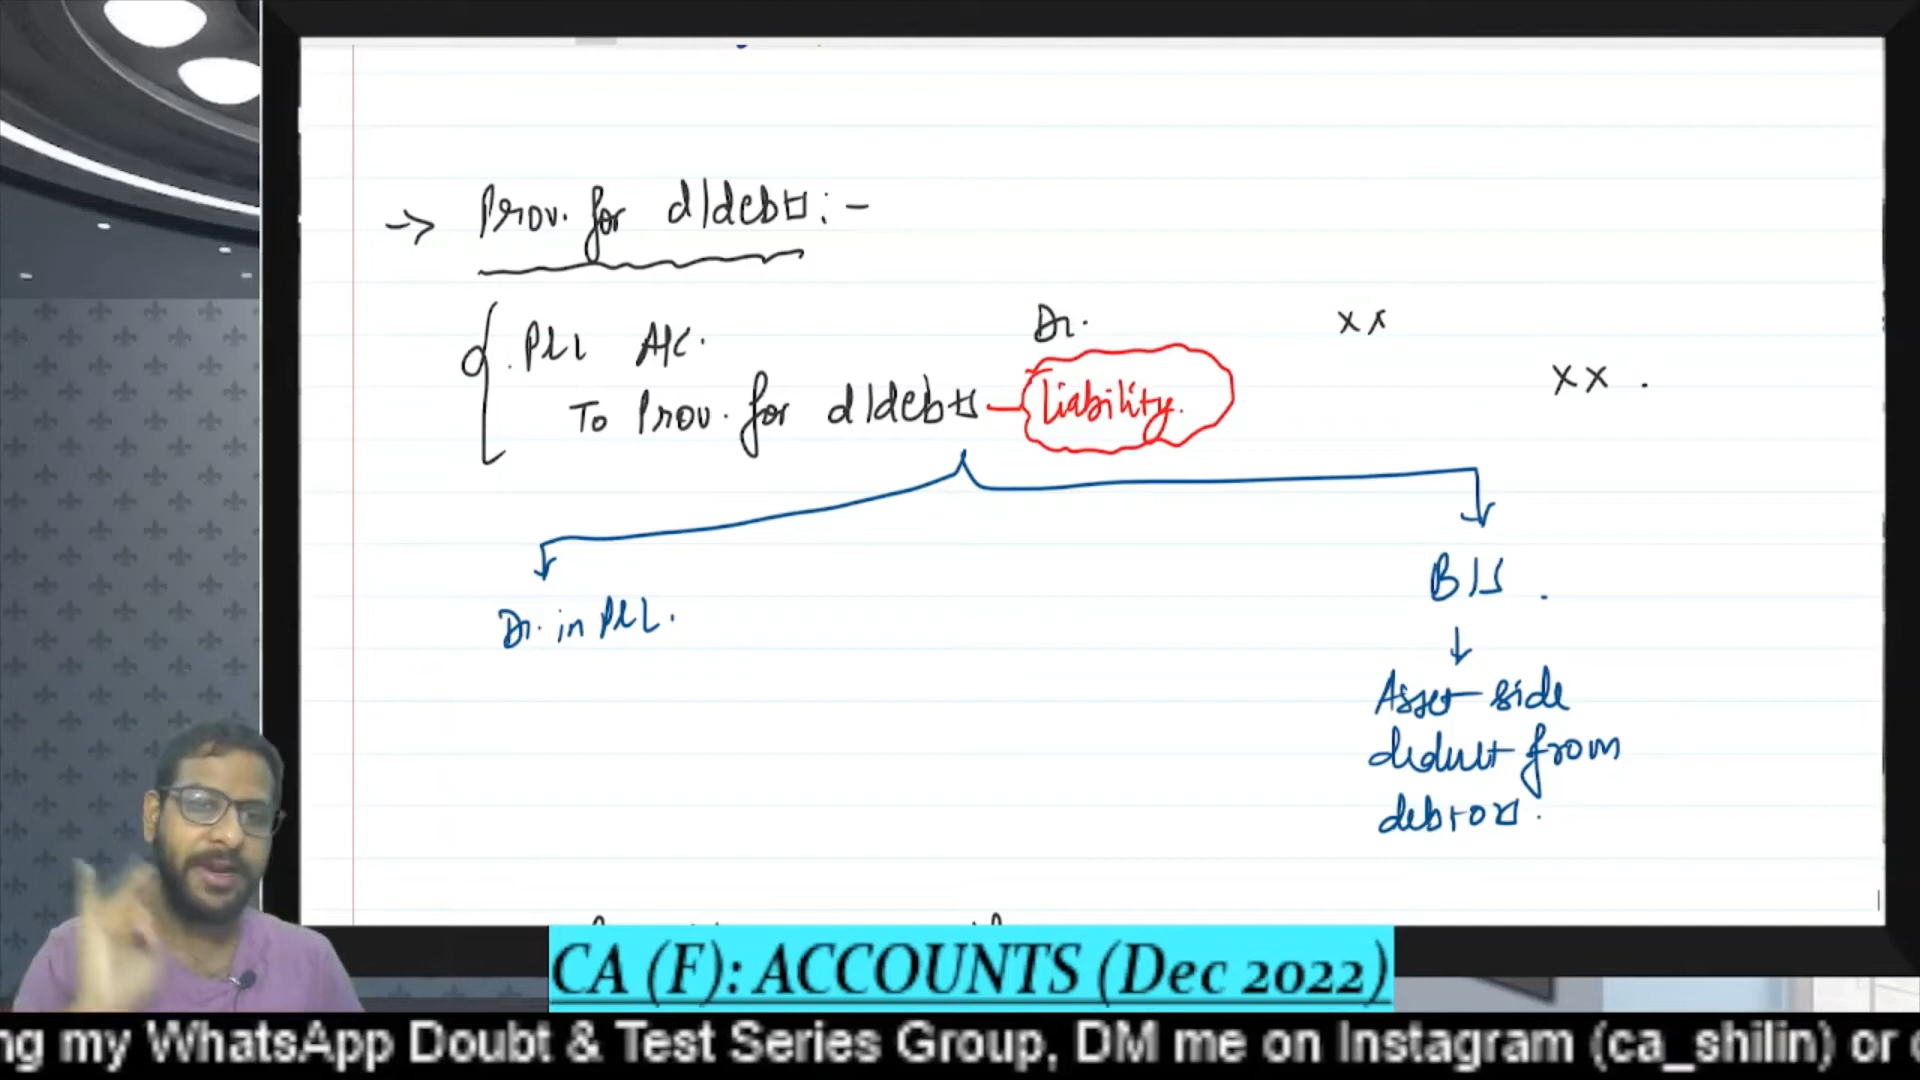 → Prov. for d/debts :-
P&L A/c. Dr. xx
To Prov. for d/debts – liability. xx .
Dr. in P&L.
B/S .
↓
Asset side
deduct from
debtors.
CA (F): ACCOUNTS (Dec 2022)
ng my WhatsApp Doubt & Test Series Group, DM me on Instagram (ca_shilin) or